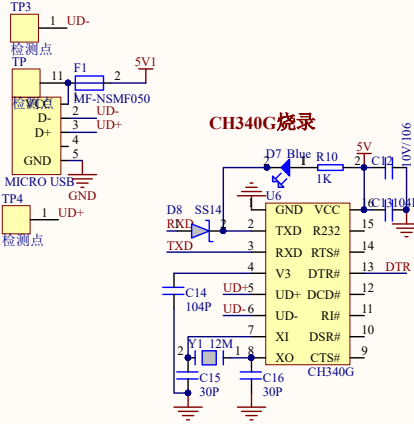 TP3
1 UD-
检测点
TP
11
F1
2
5V1
检测点
MF-NSMF050
VCC
1
D-
2
UD-
D+
3
UD+
4
GND
5
MICRO USB
GND
TP4
1
UD+
检测点
CH340G烧录
10V/106
D7 Blue
2
1
R10
1K
5V
2
C12
U6
D8 SS14
RXD
1
2
TXD
C13
104P
1
GND
VCC
16
2
TXD
R232
15
3
RXD
RTS#
14
4
V3
DTR#
13
DTR
UD+
5
UD+
DCD#
12
UD-
6
UD-
RI#
11
7
XI
DSR#
10
8
XO
CTS#
9
CH340G
C14
104P
Y1 12M
2
1
C15
30P
C16
30P